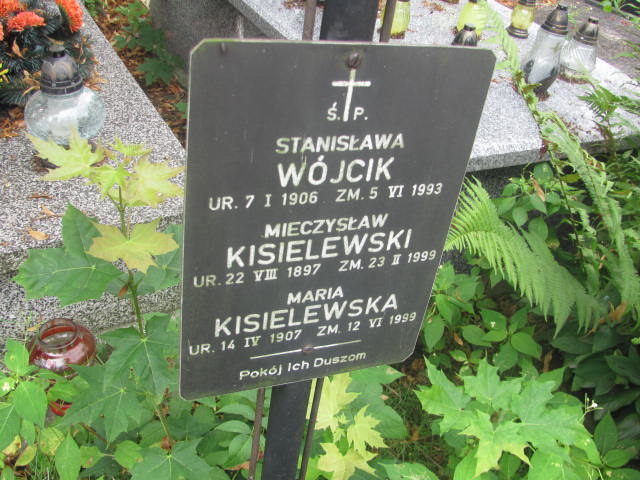 Ś. P.
STANISŁAWA
WÓJCIK
UR. 7 I 1906 ZM. 5 VI 1993
MIECZYSŁAW
KISIELEWSKI
UR. 22 VIII 1897 ZM. 23 II 1999
MARIA
KISIELEWSKA
UR. 14 IV 1907 ZM. 12 VI 1999
Pokój Ich Duszom